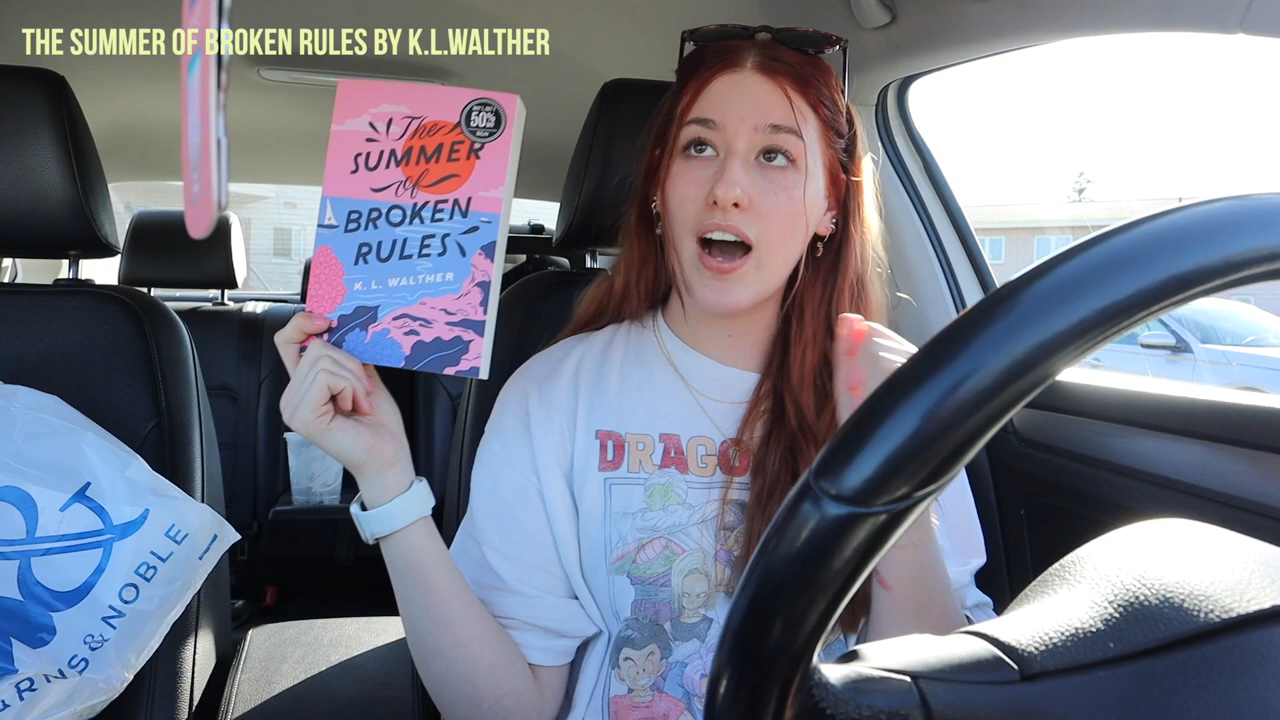 THE SUMMER OF BROKEN RULES BY K.L.WALTHER
50%
The
SUMMER
of
BROKEN
RULES
K. L. WALTHER
DRAGO
&
RNS & NOBLE